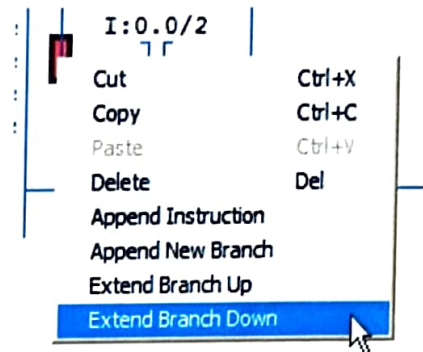 I:0.0/2
Cut Ctrl+X
Copy Ctrl+C
Paste Ctrl+V
Delete Del
Append Instruction
Append New Branch
Extend Branch Up
Extend Branch Down